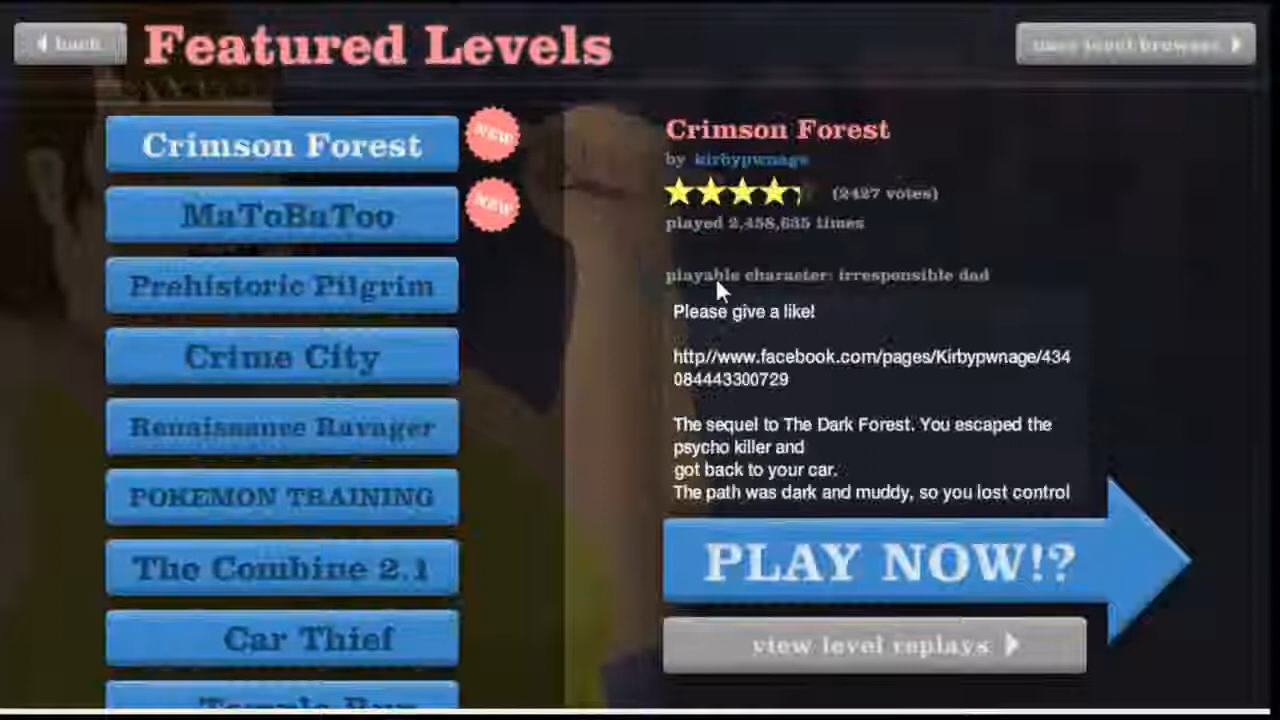 back
Featured Levels
user level browser
Crimson Forest
NEW
MaToBaToo
NEW
Prehistoric Pilgrim
Crime City
Renaissance Ravager
POKEMON TRAINING
The Combine 2.1
Car Thief
Temple Run
Crimson Forest
by kirbypwnage
(2427 votes)
played 2,458,635 times
playable character: irresponsible dad
Please give a like!
http//www.facebook.com/pages/Kirbypwnage/434
084443300729
The sequel to The Dark Forest. You escaped the
psycho killer and
got back to your car.
The path was dark and muddy, so you lost control
PLAY NOW!?
view level replays